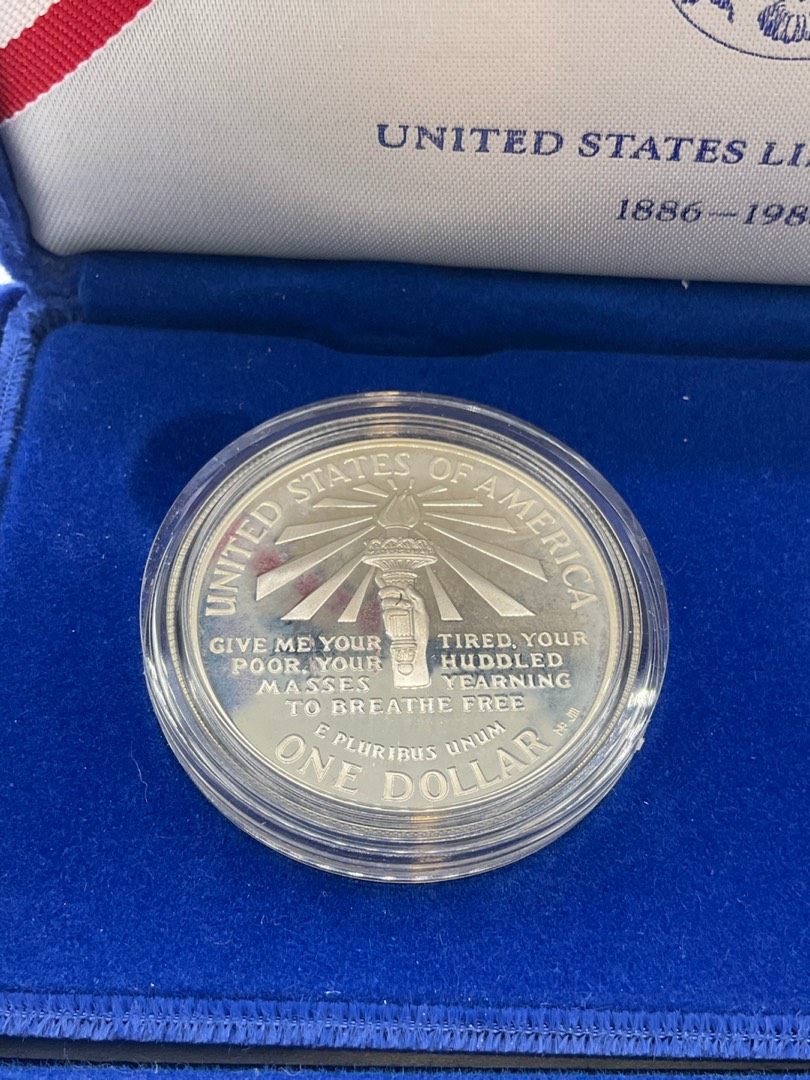 UNITED STATES LI
1886–198
UNITED STATES OF AMERICA
GIVE ME YOUR TIRED, YOUR
POOR, YOUR HUDDLED
MASSES YEARNING
TO BREATHE FREE
E PLURIBUS UNUM
ONE DOLLAR